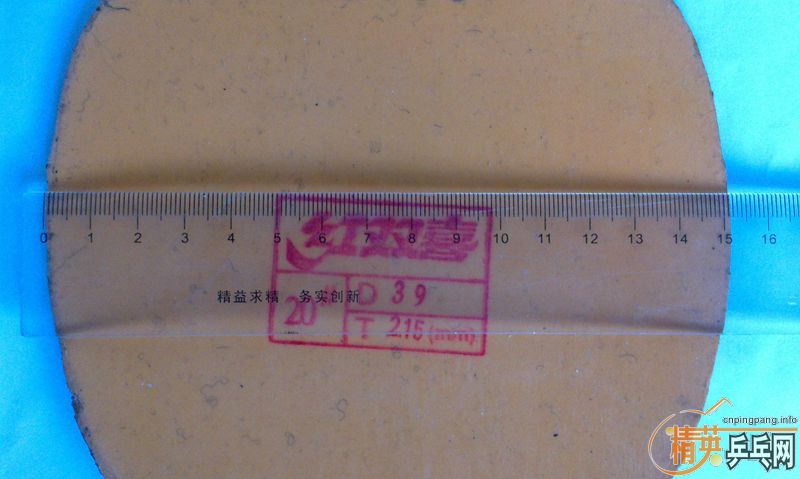 0 1 2 3 4 5 6 7 8 9 10 11 12 13 14 15 16
红双喜
精益求精 务实创新
20# D 39
T 2.15 (mm)
cnpingpang.info
精英乒乓网